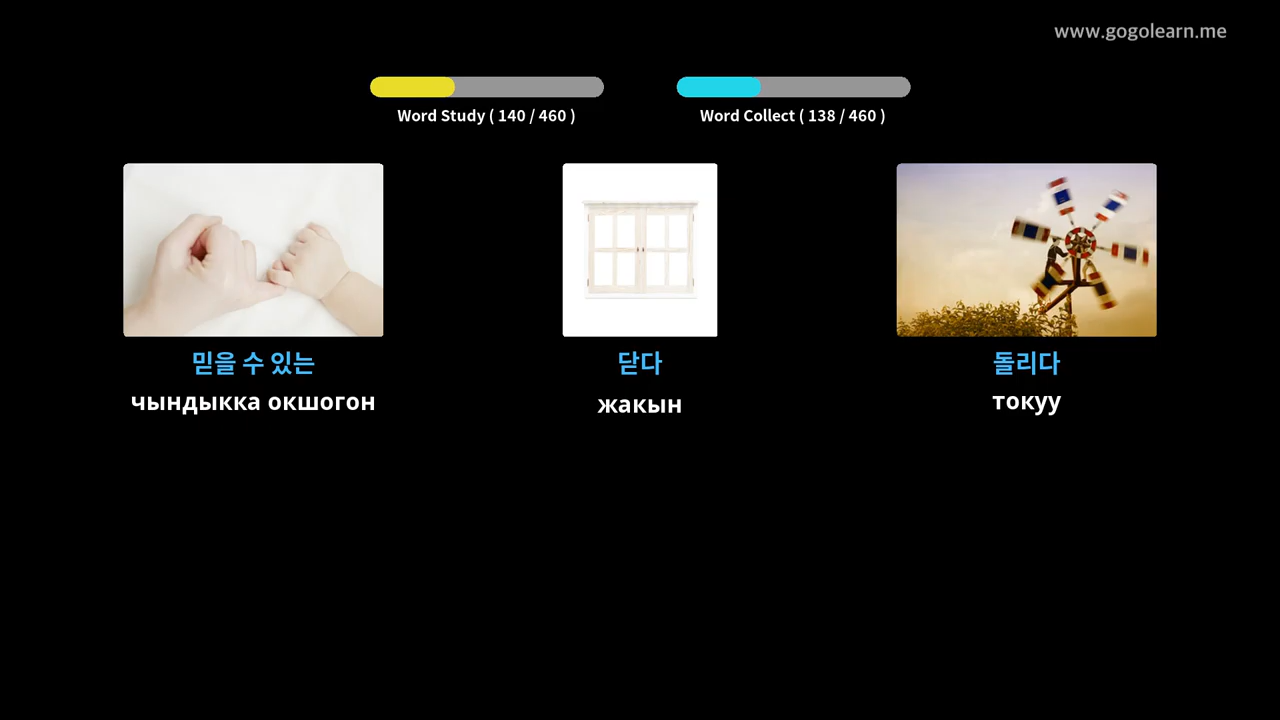 www.gogolearn.me
Word Study ( 140 / 460 )
Word Collect ( 138 / 460 )
믿을 수 있는
닫다
돌리다
чындыкка окшогон
жакын
токуу